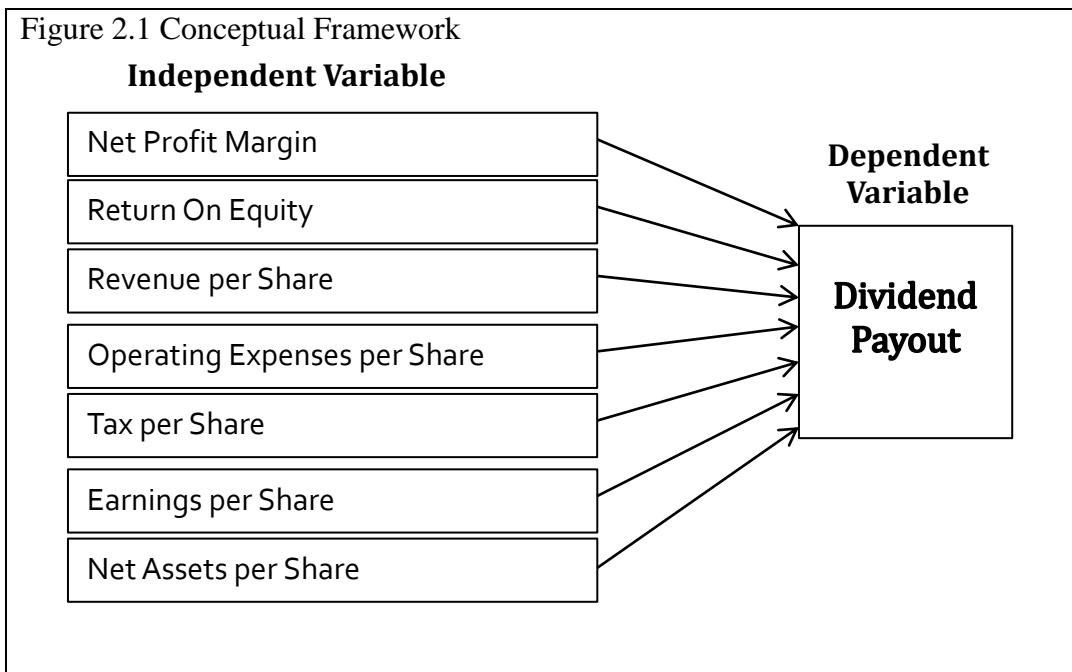 Figure 2.1 Conceptual Framework
Independent Variable
Net Profit Margin
Return On Equity
Revenue per Share
Operating Expenses per Share
Tax per Share
Earnings per Share
Net Assets per Share
Dependent
Variable
Dividend
Payout